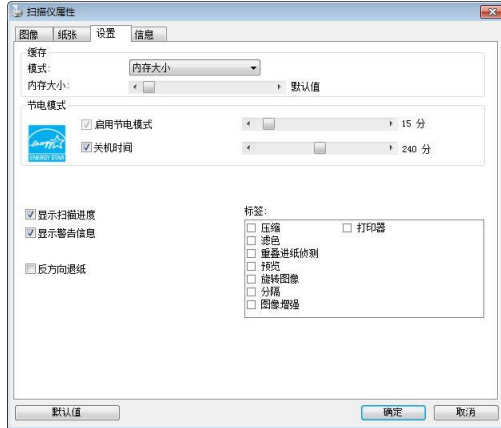 扫描仪属性
图像 纸张 设置 信息
缓存
模式: 内存大小
内存大小: 默认值
节电模式
启用节电模式 15 分
关机时间 240 分
ENERGY STAR
显示扫描进度
显示警告信息
反方向退纸
标签:
压缩 打印器
滤色
重叠进纸侦测
预览
旋转图像
分隔
图像增强
默认值 确定 取消